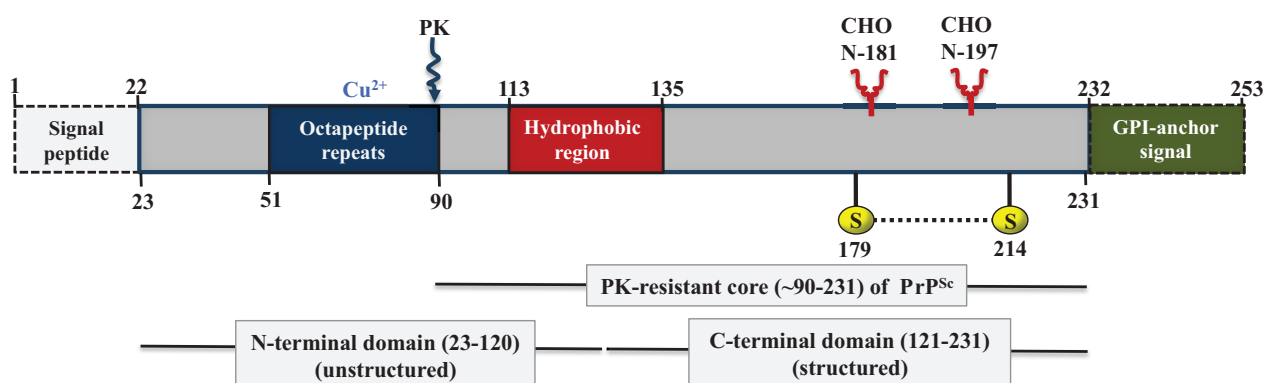 PK
CHO
N-181
CHO
N-197
Cu²⁺
1
22
113
135
232
253
Signal
peptide
Octapeptide
repeats
Hydrophobic
region
GPI-anchor
signal
23
51
90
231
S
S
179
214
PK-resistant core (~90-231) of PrPSc
N-terminal domain (23-120)
(unstructured)
C-terminal domain (121-231)
(structured)